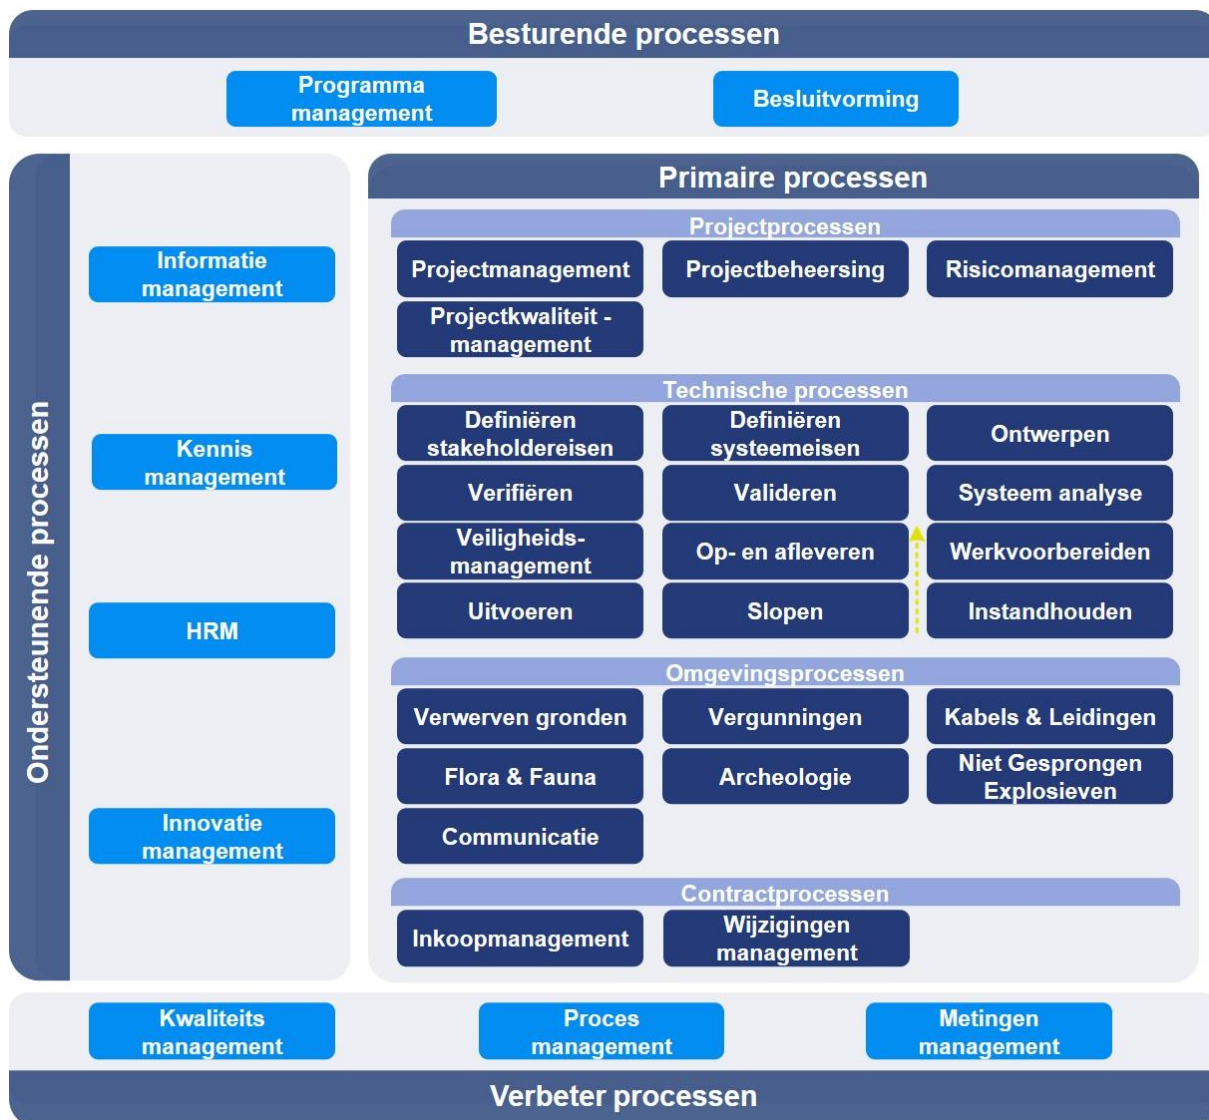 Besturende processen
Programma
management
Besluitvorming
Ondersteunende processen
Informatie
management
Kennis
management
HRM
Innovatie
management
Primaire processen
Projectprocessen
Projectmanagement
Projectbeheersing
Risicomanagement
Projectkwaliteit -
management
Technische processen
Definiëren
stakeholdereisen
Definiëren
systeemeisen
Ontwerpen
Verifiëren
Valideren
Systeem analyse
Veiligheids-
management
Op- en afleveren
Werkvoorbereiden
Uitvoeren
Slopen
Instandhouden
Omgevingsprocessen
Verwerven gronden
Vergunningen
Kabels & Leidingen
Flora & Fauna
Archeologie
Niet Gesprongen
Explosieven
Communicatie
Contractprocessen
Inkoopmanagement
Wijzigingen
management
Kwaliteits
management
Proces
management
Metingen
management
Verbeter processen